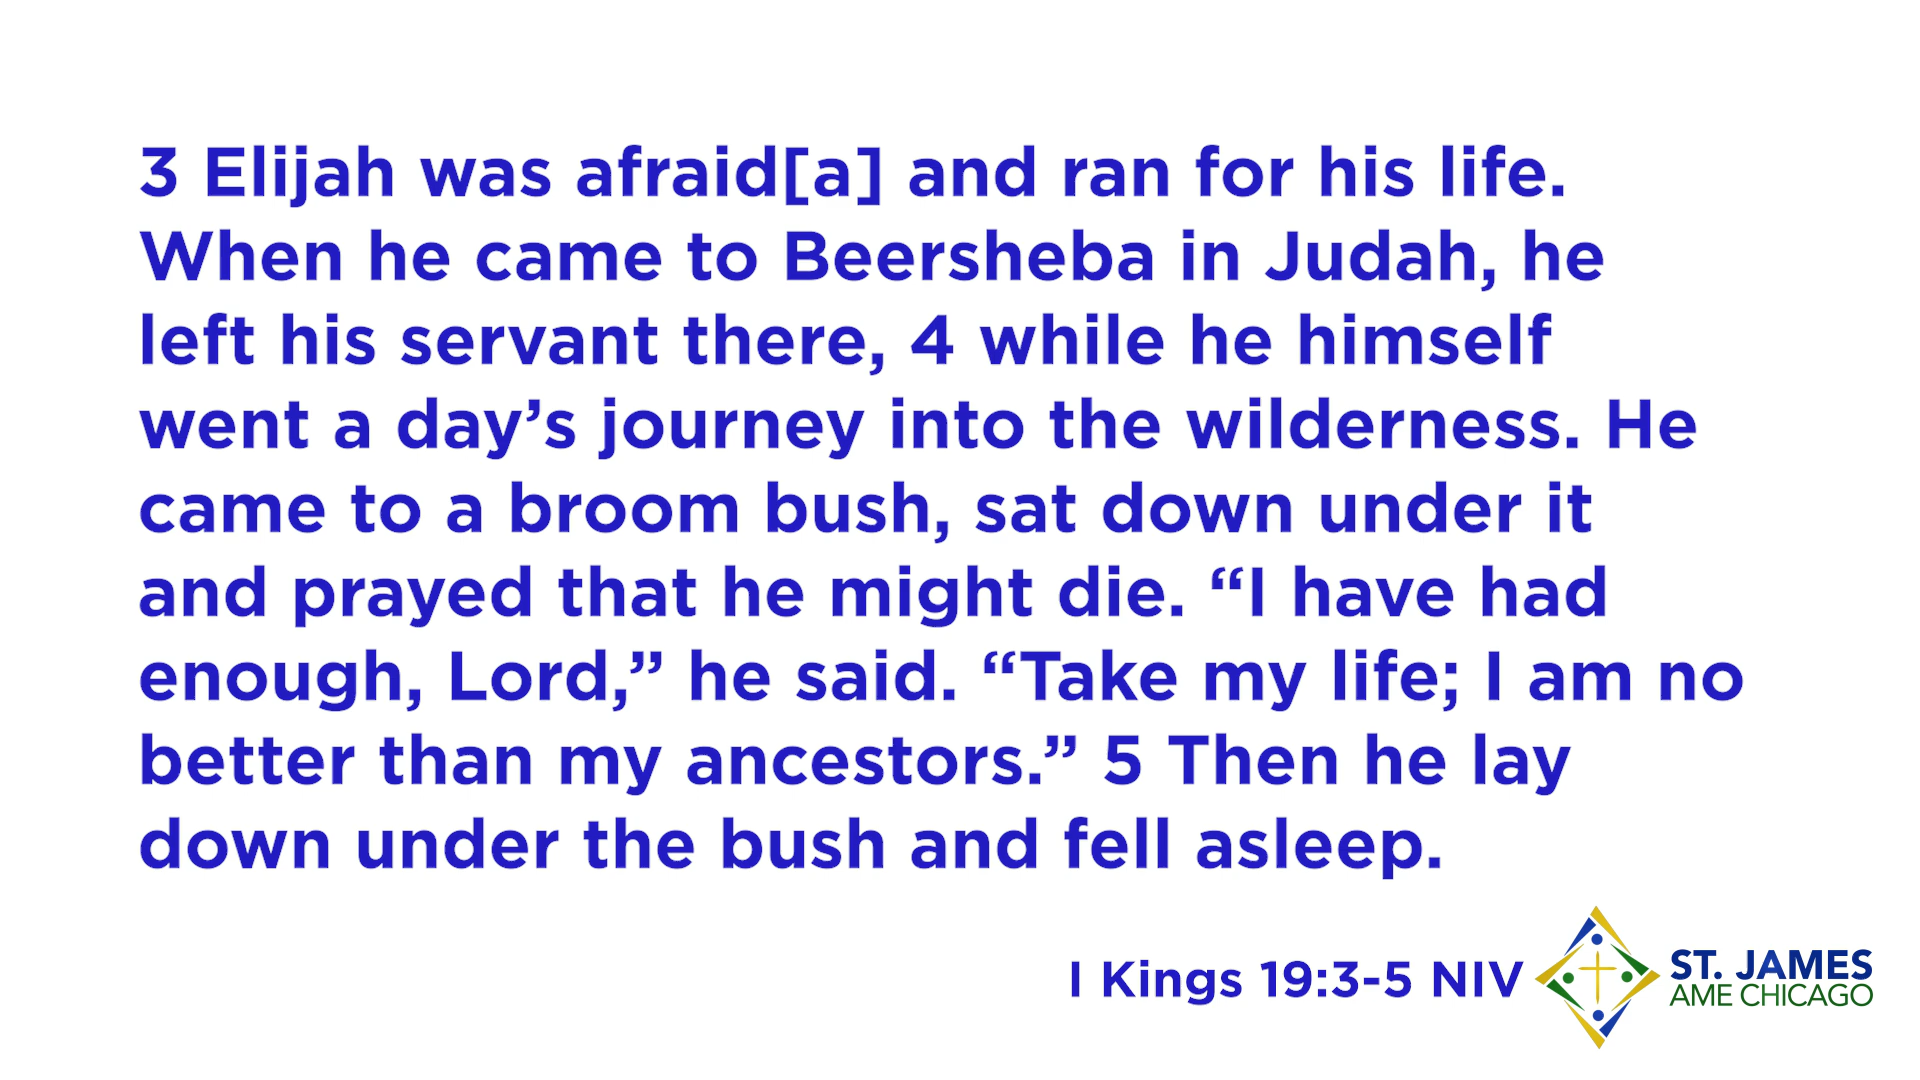 3 Elijah was afraid[a] and ran for his life.
When he came to Beersheba in Judah, he
left his servant there, 4 while he himself
went a day’s journey into the wilderness. He
came to a broom bush, sat down under it
and prayed that he might die. “I have had
enough, Lord,” he said. “Take my life; I am no
better than my ancestors.” 5 Then he lay
down under the bush and fell asleep.
I Kings 19:3-5 NIV
ST. JAMES
AME CHICAGO